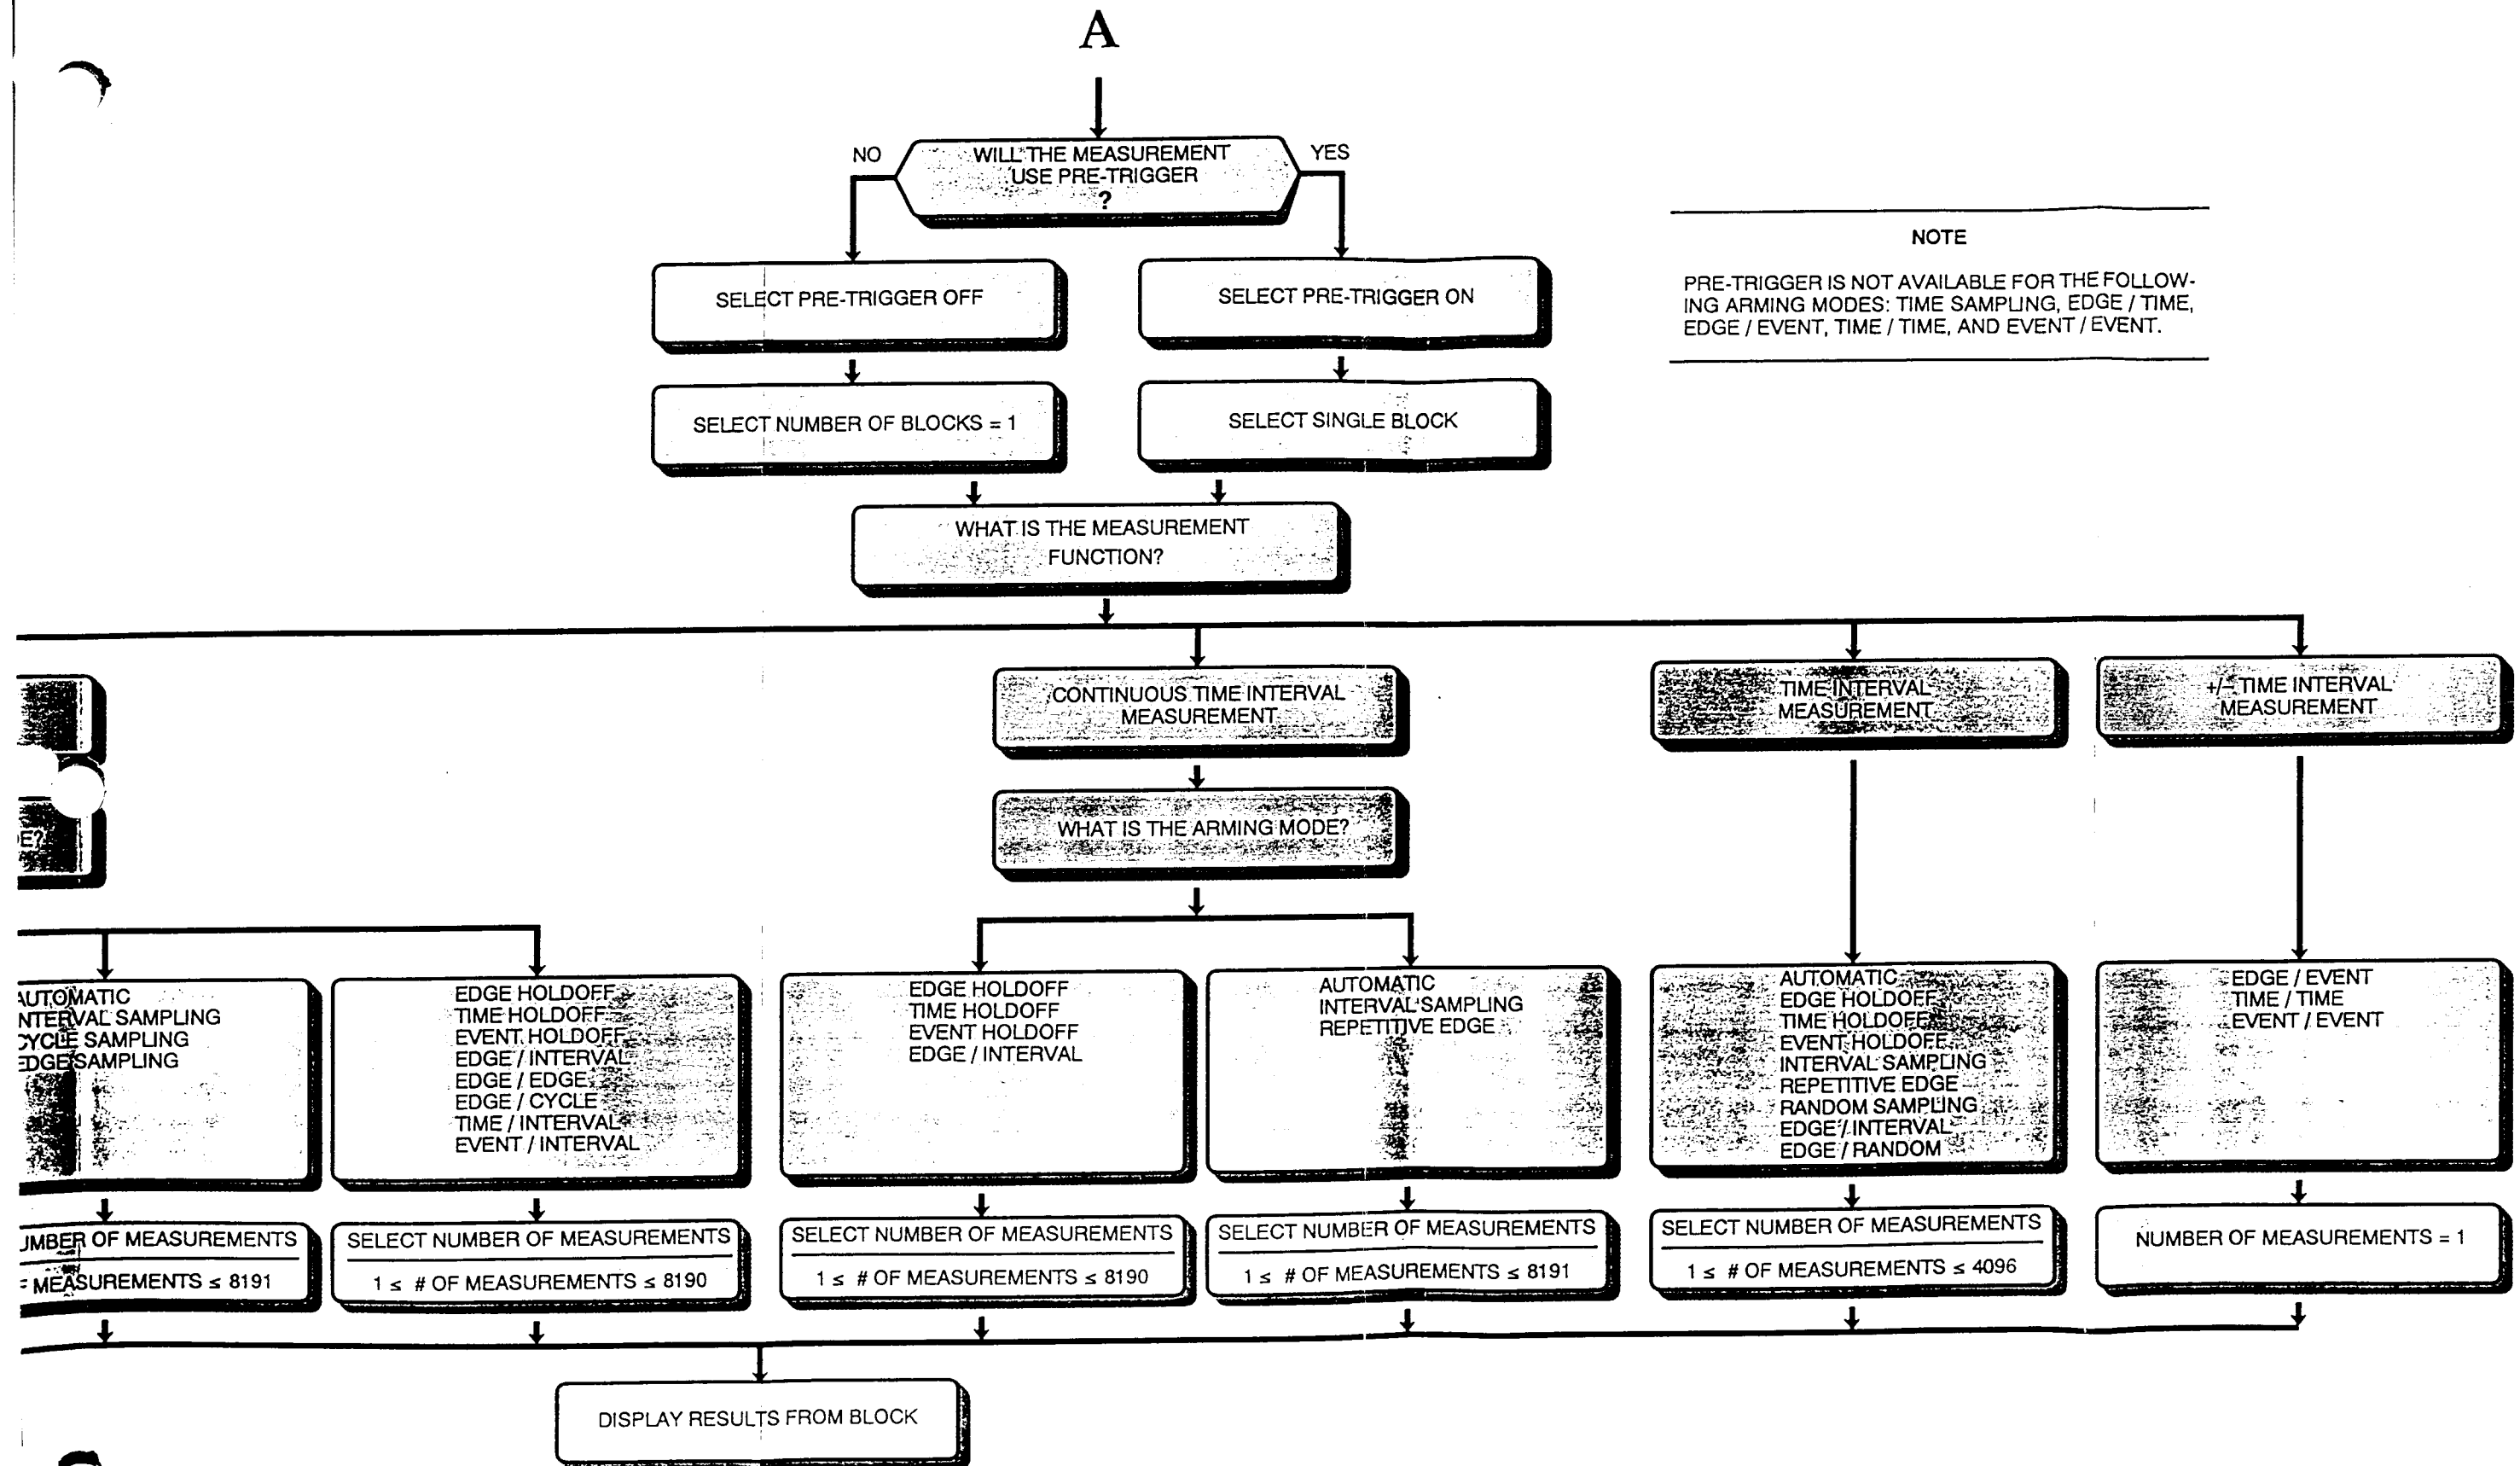 A
NO
WILL THE MEASUREMENT
USE PRE-TRIGGER
?
YES
SELECT PRE-TRIGGER OFF
SELECT PRE-TRIGGER ON
NOTE
PRE-TRIGGER IS NOT AVAILABLE FOR THE FOLLOW-
ING ARMING MODES: TIME SAMPLING, EDGE / TIME,
EDGE / EVENT, TIME / TIME, AND EVENT / EVENT.
SELECT NUMBER OF BLOCKS = 1
SELECT SINGLE BLOCK
WHAT IS THE MEASUREMENT
FUNCTION?
CONTINUOUS TIME INTERVAL
MEASUREMENT
TIME INTERVAL
MEASUREMENT
+/- TIME INTERVAL
MEASUREMENT
E?
WHAT IS THE ARMING MODE?
AUTOMATIC
INTERVAL SAMPLING
CYCLE SAMPLING
EDGE SAMPLING
EDGE HOLDOFF
TIME HOLDOFF
EVENT HOLDOFF
EDGE / INTERVAL
EDGE / EDGE
EDGE / CYCLE
TIME / INTERVAL
EVENT / INTERVAL
EDGE HOLDOFF
TIME HOLDOFF
EVENT HOLDOFF
EDGE / INTERVAL
AUTOMATIC
INTERVAL SAMPLING
REPETITIVE EDGE
AUTOMATIC
EDGE HOLDOFF
TIME HOLDOFF
EVENT HOLDOFF
INTERVAL SAMPLING
REPETITIVE EDGE
RANDOM SAMPLING
EDGE / INTERVAL
EDGE / RANDOM
EDGE / EVENT
TIME / TIME
EVENT / EVENT
UMBER OF MEASUREMENTS
F MEASUREMENTS ≤ 8191
SELECT NUMBER OF MEASUREMENTS
1 ≤ # OF MEASUREMENTS ≤ 8190
SELECT NUMBER OF MEASUREMENTS
1 ≤ # OF MEASUREMENTS ≤ 8190
SELECT NUMBER OF MEASUREMENTS
1 ≤ # OF MEASUREMENTS ≤ 8191
SELECT NUMBER OF MEASUREMENTS
1 ≤ # OF MEASUREMENTS ≤ 4096
NUMBER OF MEASUREMENTS = 1
DISPLAY RESULTS FROM BLOCK